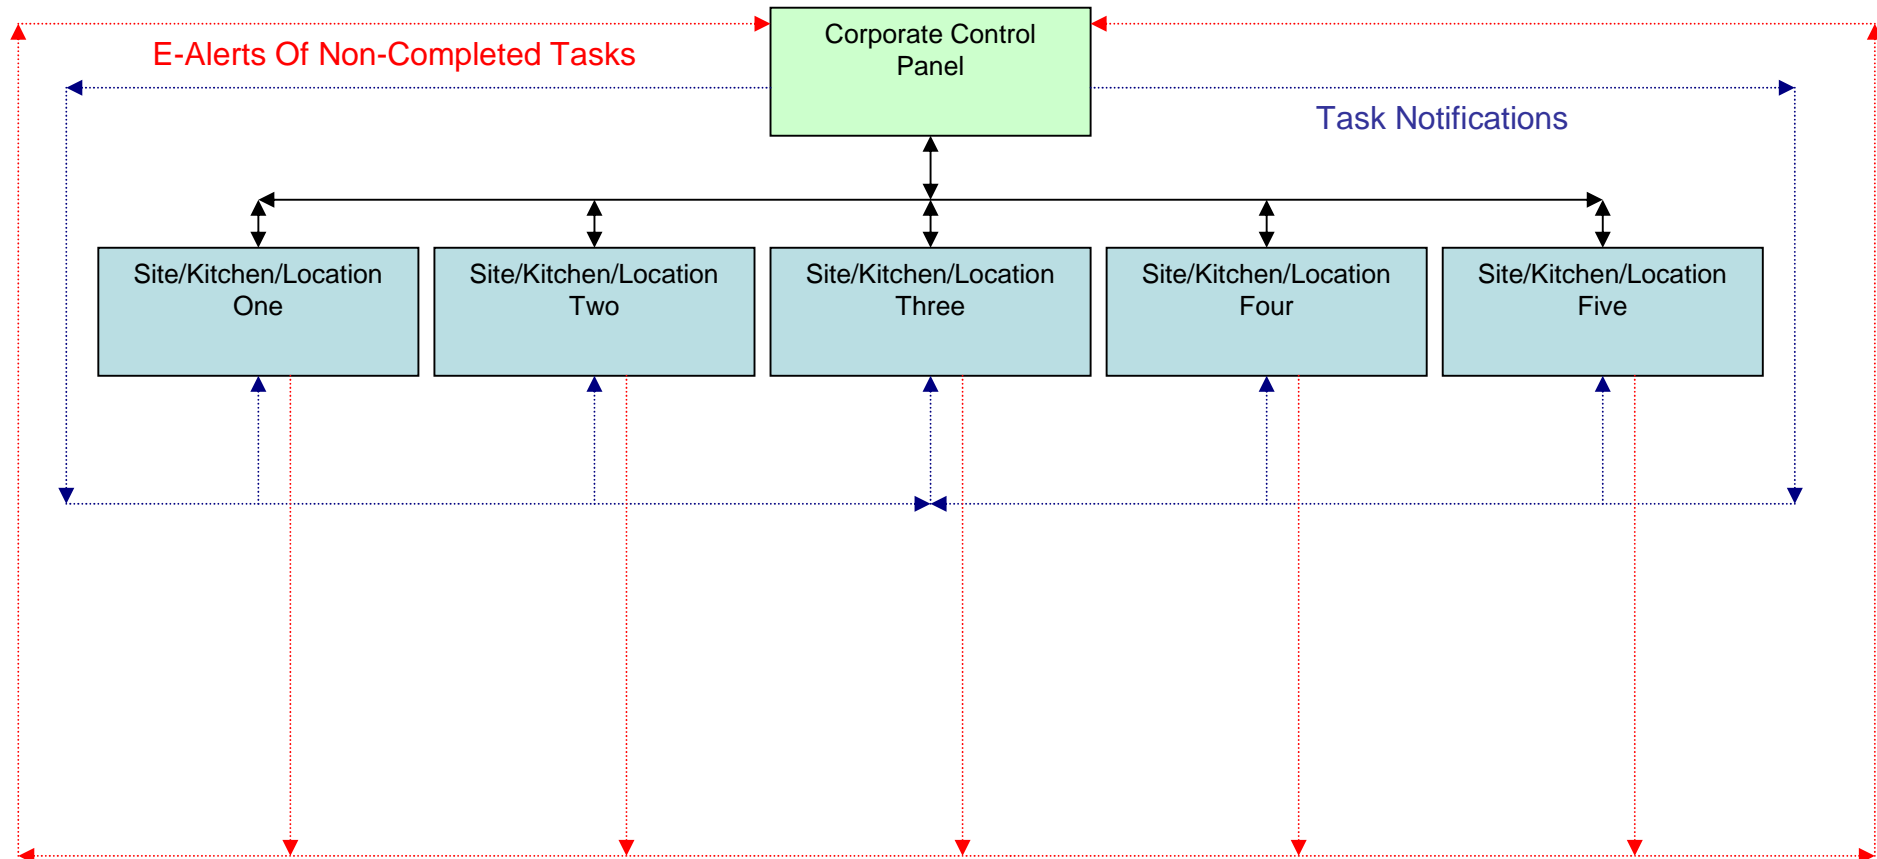 Corporate Control
Panel
E-Alerts Of Non-Completed Tasks
Task Notifications
Site/Kitchen/Location
One
Site/Kitchen/Location
Two
Site/Kitchen/Location
Three
Site/Kitchen/Location
Four
Site/Kitchen/Location
Five